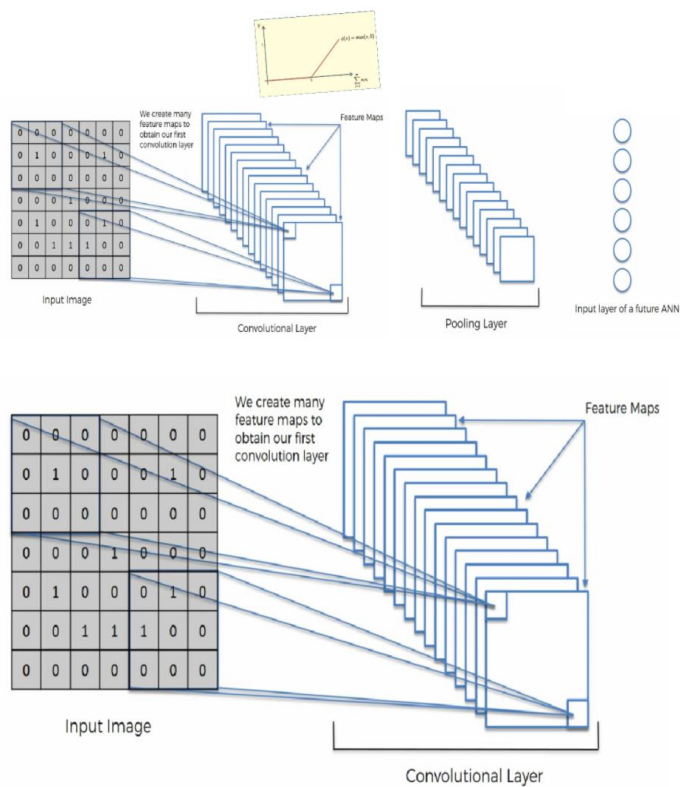 y
φ(x) = max(x, 0)
We create many
feature maps to
obtain our first
convolution layer
Feature Maps
0 0 0 0 0 0 0
0 1 0 0 0 1 0
0 0 0 0 0 0 0
0 0 0 1 0 0 0
0 1 0 0 0 1 0
0 0 1 1 1 0 0
0 0 0 0 0 0 0
Input Image
Convolutional Layer
Pooling Layer
Input layer of a future ANN
We create many
feature maps to
obtain our first
convolution layer
Feature Maps
0 0 0 0 0 0 0
0 1 0 0 0 1 0
0 0 0 0 0 0 0
0 0 0 1 0 0 0
0 1 0 0 0 1 0
0 0 1 1 1 0 0
0 0 0 0 0 0 0
Input Image
Convolutional Layer